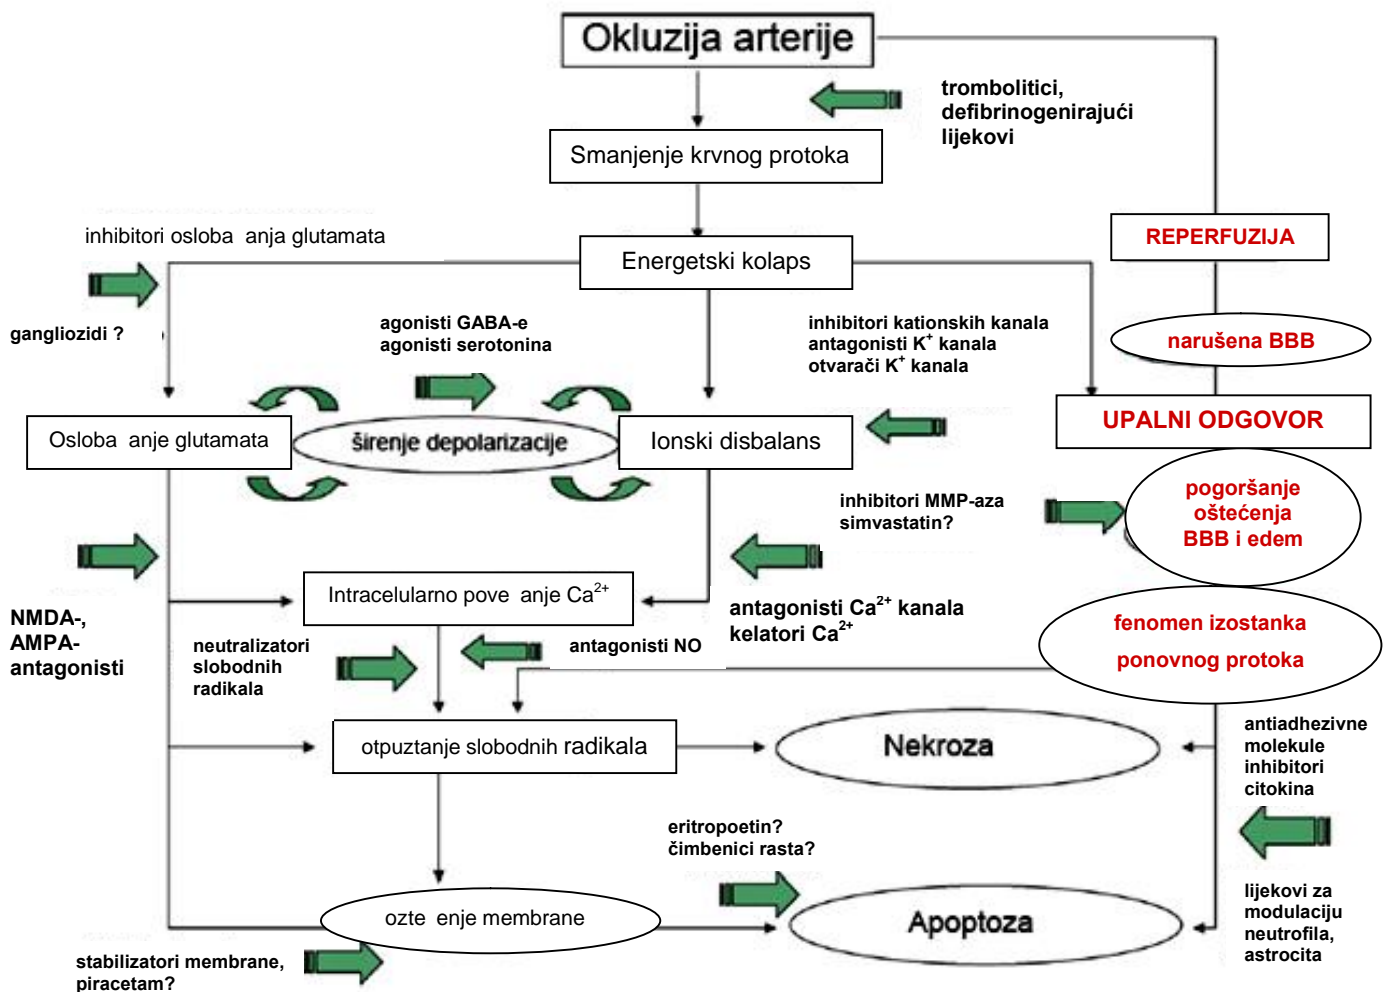 Okluzija arterije
trombolitici,
defibrinogenirajući
lijekovi
Smanjenje krvnog protoka
REPERFUZIJA
inhibitori osloba anja glutamata
Energetski kolaps
gangliozidi ?
agonisti GABA-e
agonisti serotonina
inhibitori kationskih kanala
antagonisti K⁺ kanala
otvarači K⁺ kanala
narušena BBB
Osloba anje glutamata
širenje depolarizacije
Ionski disbalans
UPALNI ODGOVOR
inhibitori MMP-aza
simvastatin?
pogoršanje
oštećenja
BBB i edem
Intracelularno pove anje Ca²⁺
antagonisti Ca²⁺ kanala
kelatori Ca²⁺
NMDA-,
AMPA-
antagonisti
neutralizatori
slobodnih
radikala
antagonisti NO
fenomen izostanka
ponovnog protoka
otpuztanje slobodnih radikala
Nekroza
antiadhezivne
molekule
inhibitori
citokina
eritropoetin?
čimbenici rasta?
ozte enje membrane
Apoptoza
lijekovi za
modulaciju
neutrofila,
astrocita
stabilizatori membrane,
piracetam?